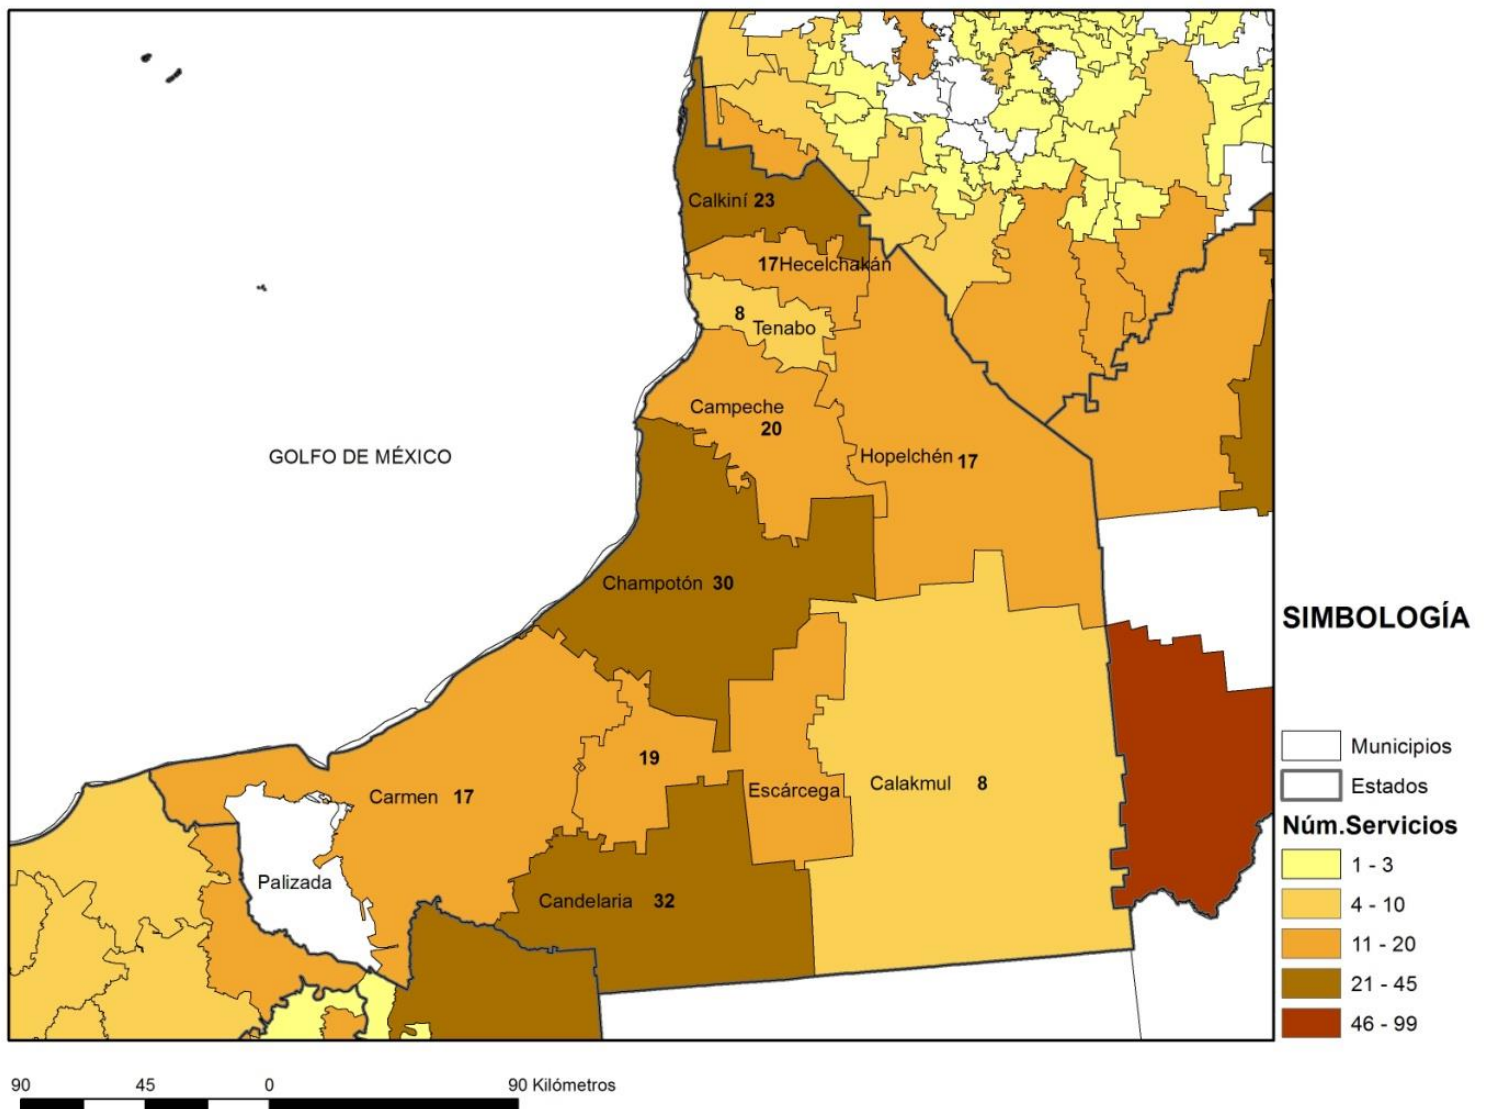 Calkiní 23
17Hecelchakán
8
Tenabo
Campeche
20
GOLFO DE MÉXICO
Hopelchén 17
Champotón 30
19
Carmen 17
Escárcega
Calakmul 8
Palizada
Candelaria 32
SIMBOLOGÍA
Municipios
Estados
Núm.Servicios
1 - 3
4 - 10
11 - 20
21 - 45
46 - 99
90 45 0 90 Kilómetros